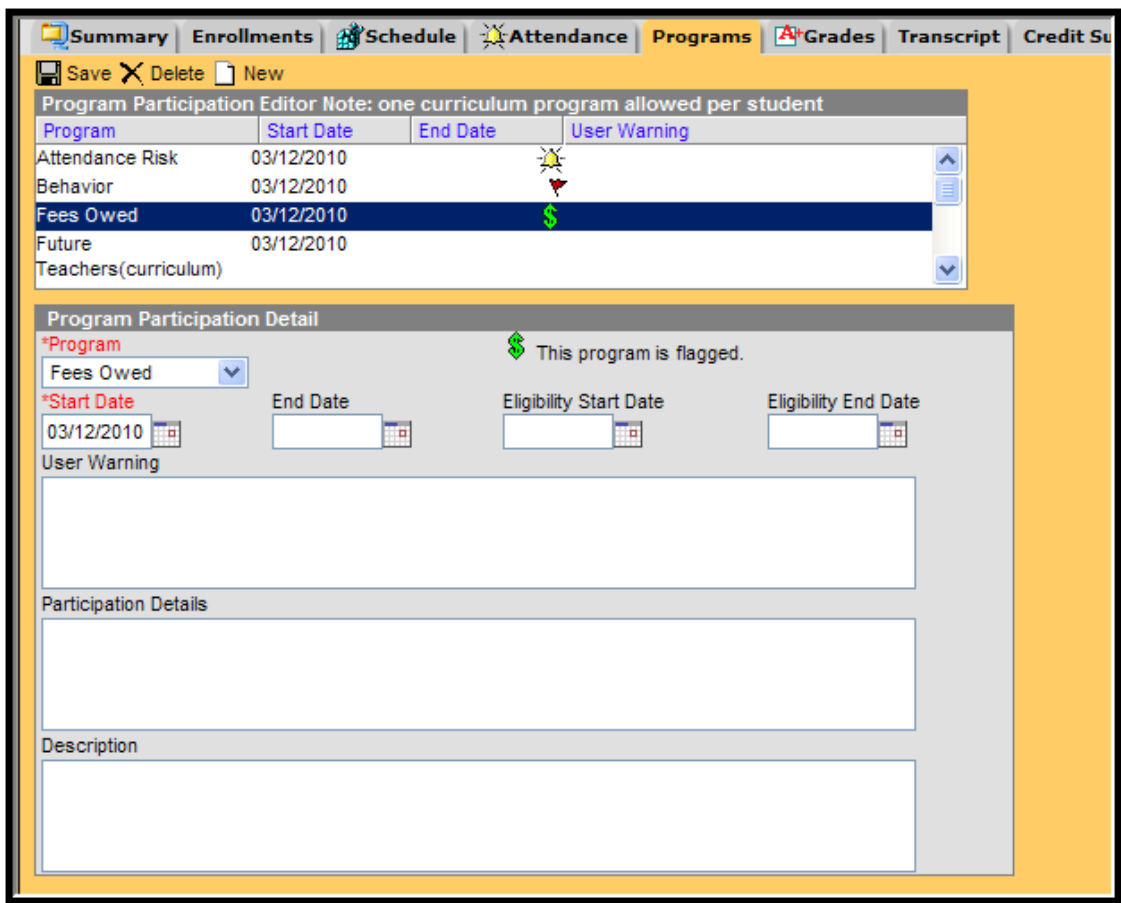 Summary Enrollments Schedule Attendance Programs A+ Grades Transcript Credit Su
Save Delete New
Program Participation Editor Note: one curriculum program allowed per student
Program Start Date End Date User Warning
Attendance Risk 03/12/2010
Behavior 03/12/2010
Fees Owed 03/12/2010 $
Future 03/12/2010
Teachers(curriculum)
Program Participation Detail
*Program
$ This program is flagged.
Fees Owed
*Start Date End Date Eligibility Start Date Eligibility End Date
03/12/2010
User Warning
Participation Details
Description